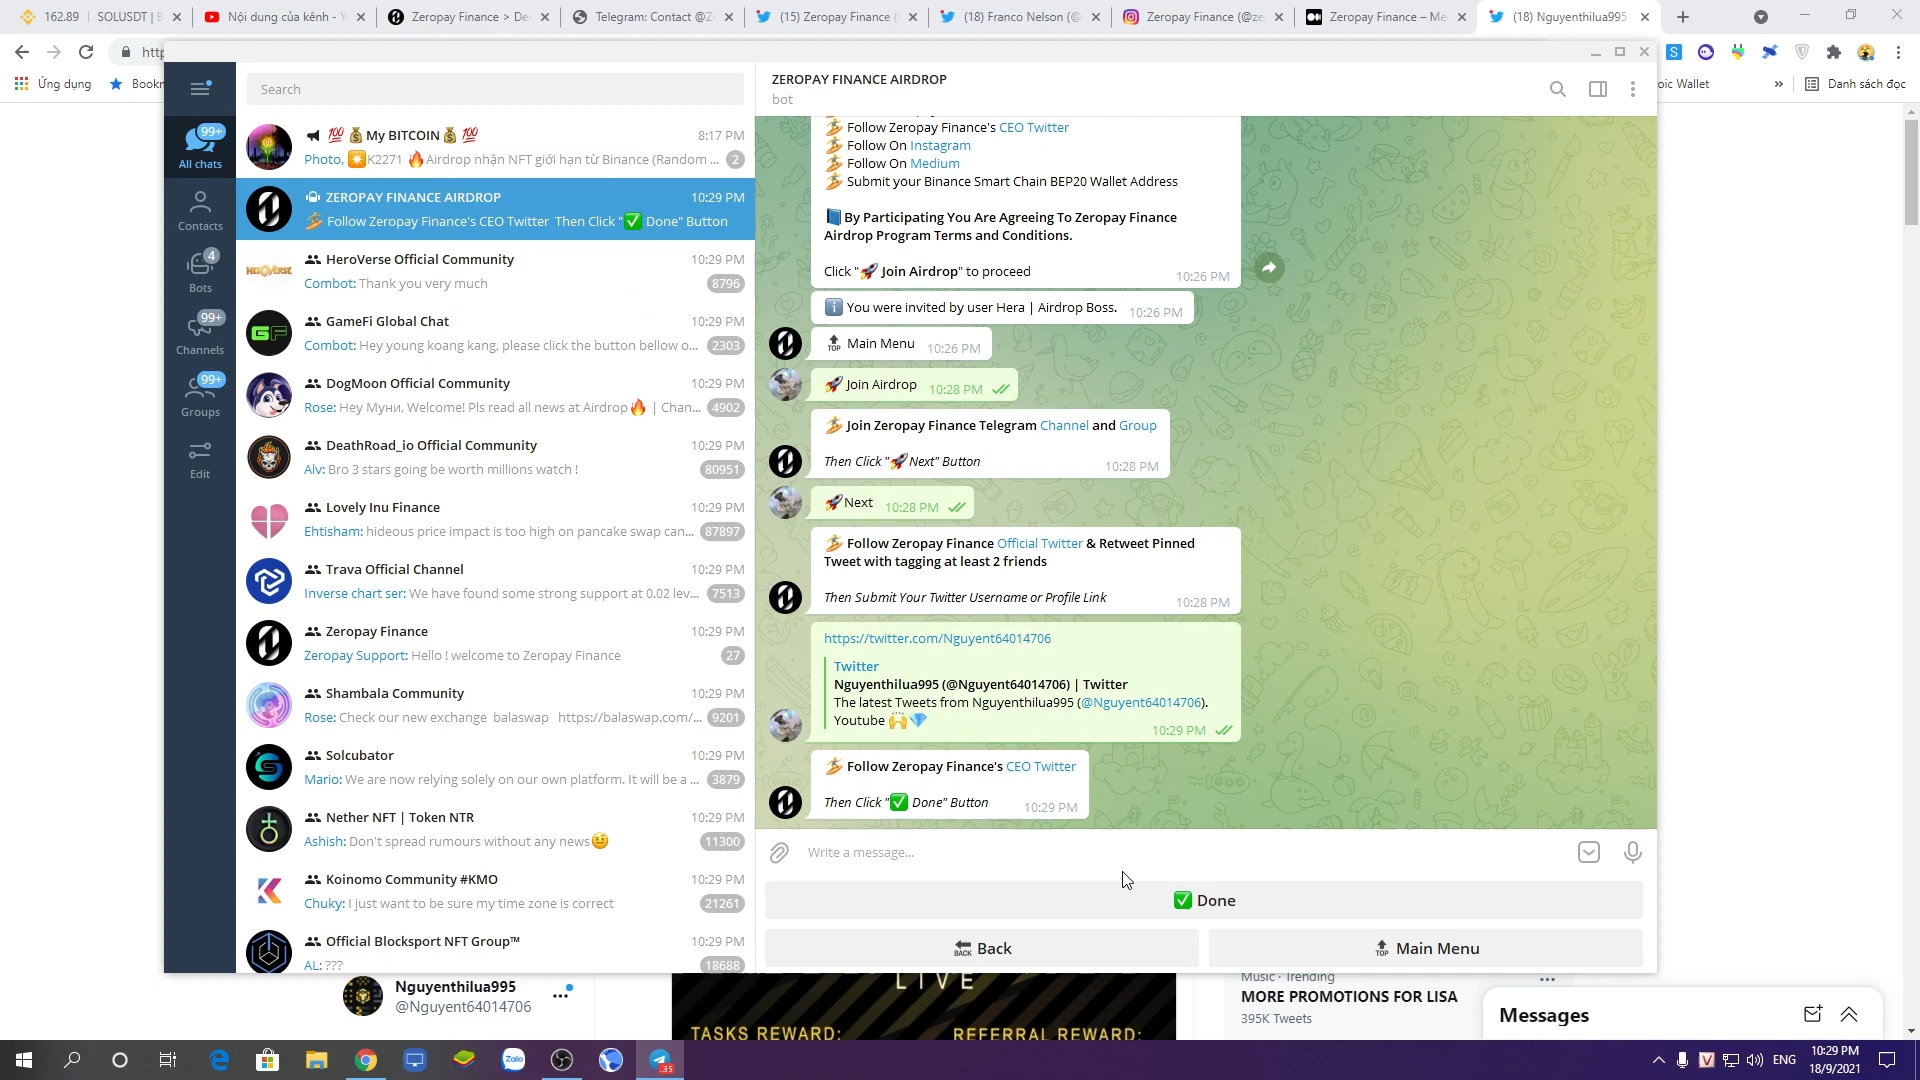 162.89 | SOLUSDT | B
Nội dung của kênh - Y
Zeropay Finance > De
Telegram: Contact @Z
(15) Zeropay Finance (
(18) Franco Nelson (@
Zeropay Finance (@ze
Zeropay Finance – Me
(18) Nguyenthilua995
http
Ứng dụng
Bookn
oic Wallet
»
Danh sách đọc
99+
All chats
Contacts
4
Bots
99+
Channels
99+
Groups
Edit
Search
💯💰My BITCOIN💰💯 8:17 PM
Photo, ✴️K2271 🔥Airdrop nhận NFT giới hạn từ Binance (Random ... 2
ZEROPAY FINANCE AIRDROP 10:29 PM
🏄 Follow Zeropay Finance's CEO Twitter Then Click "✅ Done" Button
HeroVerse Official Community 10:29 PM
Combot: Thank you very much 8796
GameFi Global Chat 10:29 PM
Combot: Hey young koang kang, please click the button bellow o... 2303
DogMoon Official Community 10:29 PM
Rose: Hey Муни, Welcome! Pls read all news at Airdrop🔥 | Chan... 4902
DeathRoad_io Official Community 10:29 PM
Alv: Bro 3 stars going be worth millions watch ! 80951
Lovely Inu Finance 10:29 PM
Ehtisham: hideous price impact is too high on pancake swap can... 87897
Trava Official Channel 10:29 PM
Inverse chart ser: We have found some strong support at 0.02 lev... 7513
Zeropay Finance 10:29 PM
Zeropay Support: Hello ! welcome to Zeropay Finance 27
Shambala Community 10:29 PM
Rose: Check our new exchange balaswap https://balaswap.com/... 9201
Solcubator 10:29 PM
Mario: We are now relying solely on our own platform. It will be a ... 3879
Nether NFT | Token NTR 10:29 PM
Ashish: Don't spread rumours without any news😉 11300
Koinomo Community #KMO 10:29 PM
Chuky: I just want to be sure my time zone is correct 21261
Official Blocksport NFT Group™ 10:29 PM
AL: ??? 18688
ZEROPAY FINANCE AIRDROP
bot
🏄 Follow Zeropay Finance's CEO Twitter
🏄 Follow On Instagram
🏄 Follow On Medium
🏄 Submit your Binance Smart Chain BEP20 Wallet Address
📘By Participating You Are Agreeing To Zeropay Finance
Airdrop Program Terms and Conditions.
Click "🚀 Join Airdrop" to proceed 10:26 PM
ℹ️ You were invited by user Hera | Airdrop Boss. 10:26 PM
🔝 Main Menu 10:26 PM
🚀 Join Airdrop 10:28 PM
🏄 Join Zeropay Finance Telegram Channel and Group
Then Click "🚀 Next" Button 10:28 PM
🚀Next 10:28 PM
🏄 Follow Zeropay Finance Official Twitter & Retweet Pinned
Tweet with tagging at least 2 friends
Then Submit Your Twitter Username or Profile Link 10:28 PM
https://twitter.com/Nguyent64014706
Twitter
Nguyenthilua995 (@Nguyent64014706) | Twitter
The latest Tweets from Nguyenthilua995 (@Nguyent64014706).
Youtube 🙌💎 10:29 PM
🏄 Follow Zeropay Finance's CEO Twitter
Then Click "✅ Done" Button 10:29 PM
Write a message...
✅ Done
🔙 Back
🔝 Main Menu
Nguyenthilua995
@Nguyent64014706
LIVE
TASKS REWARD: REFERRAL REWARD:
Music · Trending
MORE PROMOTIONS FOR LISA
395K Tweets
Messages
Zalo
.35
ENG
10:29 PM
18/9/2021